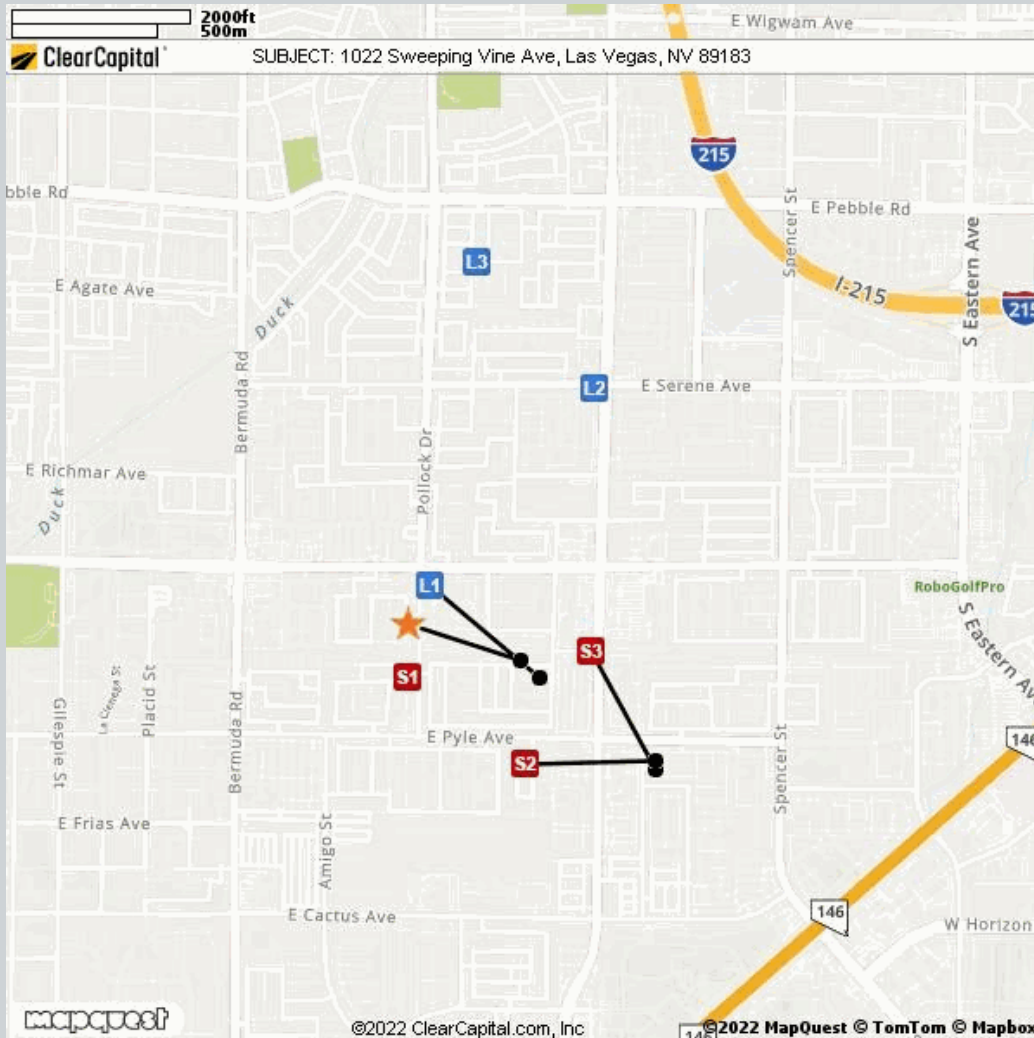 2000ft
500m
E Wigwam Ave
ClearCapital
SUBJECT: 1022 Sweeping Vine Ave, Las Vegas, NV 89183
215
bble Rd
Spencer St
E Pebble Rd
S Eastern Ave
L3
E Agate Ave
Duck
I-215
215
Bermuda Rd
L2
E Serene Ave
Pollock Dr
E Richmar Ave
Duck
L1
RoboGolfPro
S Eastern Av
S3
S1
La Cienega St
Placid St
Gillespie St
Bermuda Rd
E Pyle Ave
S2
Spencer St
146
E Frias Ave
Amigo St
E Cactus Ave
146
W Horizon
mapquest
©2022 ClearCapital.com, Inc
146
©2022 MapQuest © TomTom © Mapbox